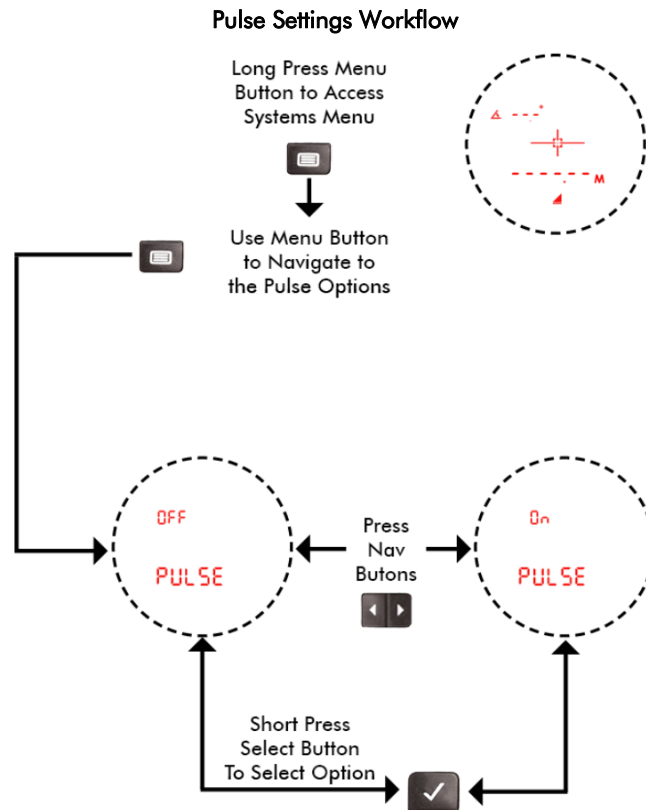 Pulse Settings Workflow
Long Press Menu
Button to Access
Systems Menu
∡ ---.-°
-------.- M
Use Menu Button
to Navigate to
the Pulse Options
OFF
PULSE
Press
Nav
Butons
On
PULSE
Short Press
Select Button
To Select Option